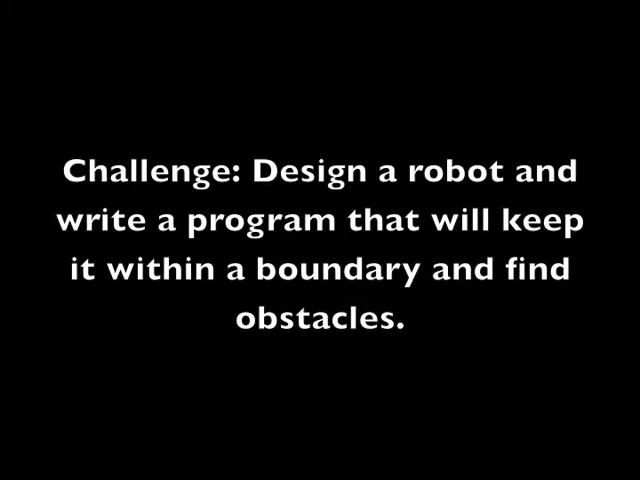 Challenge: Design a robot and
write a program that will keep
it within a boundary and find
obstacles.